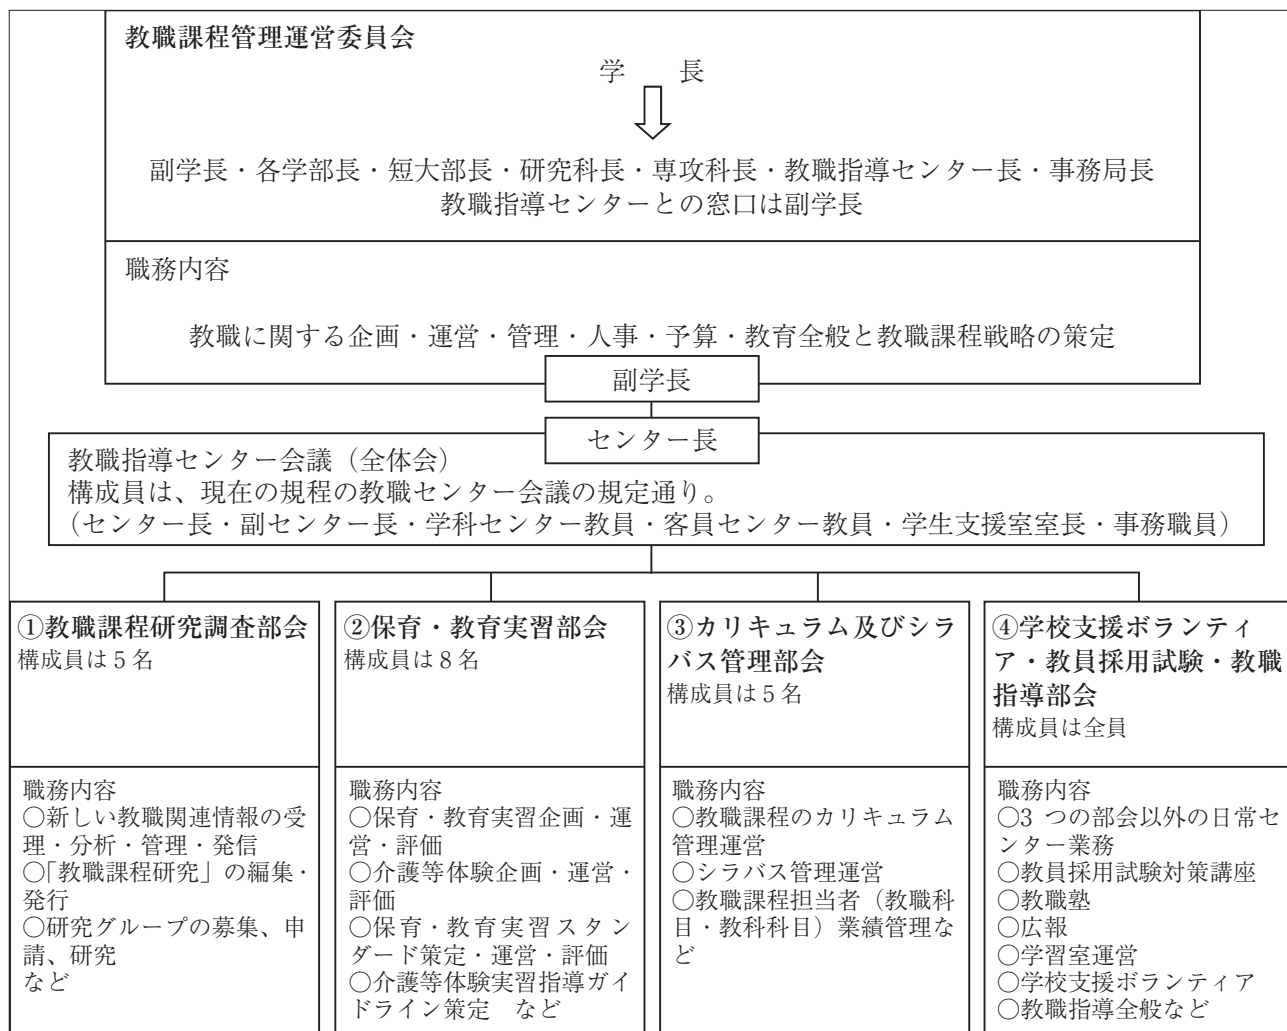 教職課程管理運営委員会
学　　長
副学長・各学部長・短大部長・研究科長・専攻科長・教職指導センター長・事務局長
教職指導センターとの窓口は副学長
職務内容
教職に関する企画・運営・管理・人事・予算・教育全般と教職課程戦略の策定
副学長
センター長
教職指導センター会議（全体会）
構成員は、現在の規程の教職センター会議の規定通り。
（センター長・副センター長・学科センター教員・客員センター教員・学生支援室室長・事務職員）
①教職課程研究調査部会
構成員は５名
職務内容
○新しい教職関連情報の受
理・分析・管理・発信
○「教職課程研究」の編集・
発行
○研究グループの募集、申
請、研究
など
②保育・教育実習部会
構成員は８名
職務内容
○保育・教育実習企画・運
営・評価
○介護等体験企画・運営・
評価
○保育・教育実習スタン
ダード策定・運営・評価
○介護等体験実習指導ガイ
ドライン策定　など
③カリキュラム及びシラ
バス管理部会
構成員は５名
職務内容
○教職課程のカリキュラム
管理運営
○シラバス管理運営
○教職課程担当者（教職科
目・教科科目）業績管理な
ど
④学校支援ボランティ
ア・教員採用試験・教職
指導部会
構成員は全員
職務内容
○3 つの部会以外の日常セ
ンター業務
○教員採用試験対策講座
○教職塾
○広報
○学習室運営
○学校支援ボランティア
○教職指導全般など